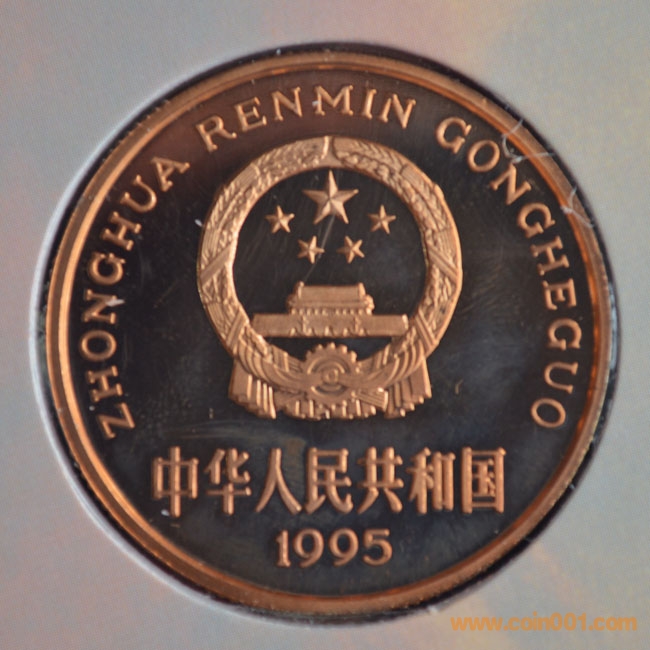 ZHONGHUA RENMIN GONGHEGUO
中华人民共和国
1995
www.coin001.com